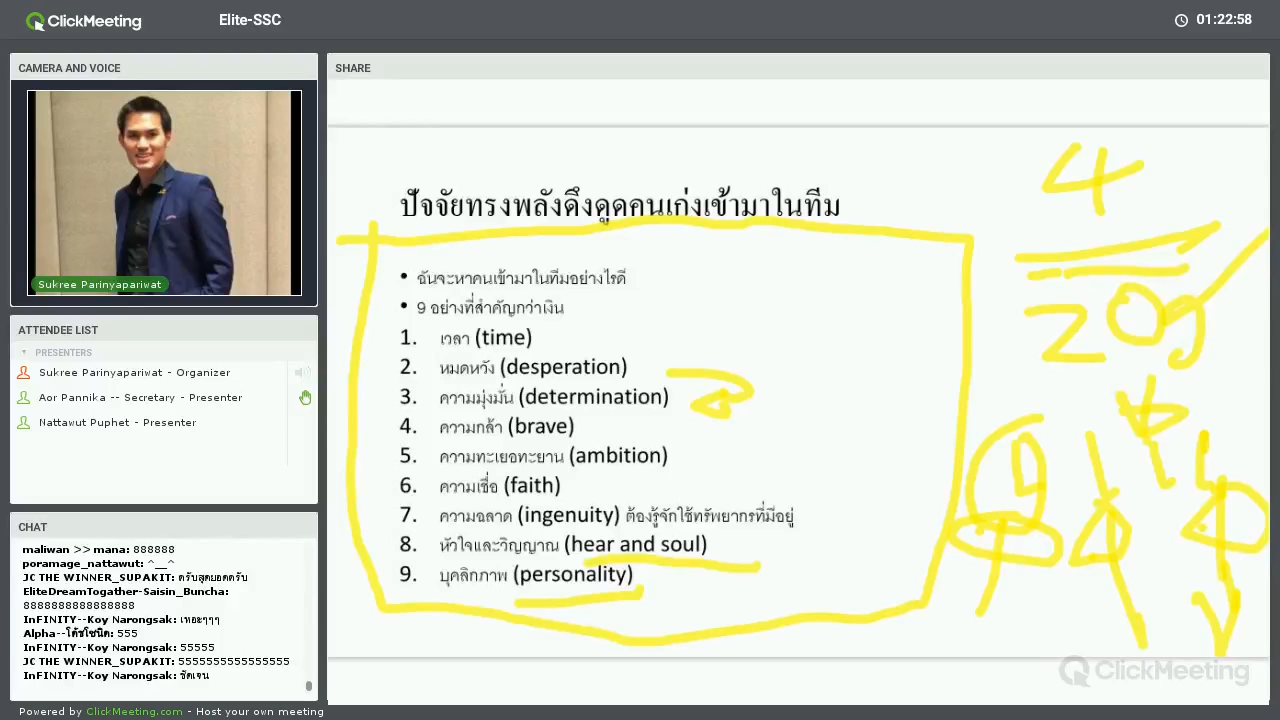 ClickMeeting
Elite-SSC
01:22:58
CAMERA AND VOICE
Sukree Parinyapariwat
ATTENDEE LIST
PRESENTERS
Sukree Parinyapariwat - Organizer
Aor Pannika -- Secretary - Presenter
Nattawut Puphet - Presenter
CHAT
maliwan >> mana: 888888
poramage_nattawut: ^__^
JC THE WINNER_SUPAKIT: ตรับสุดยอดตรับ
EliteDreamTogather-Saisin_Buncha:
8888888888888888
InFINITY--Koy Narongsak: เหอะๆๆๆ
Alpha--โค้ชโซนิต: 555
InFINITY--Koy Narongsak: 55555
JC THE WINNER_SUPAKIT: 5555555555555555
InFINITY--Koy Narongsak: ชัดเจน
SHARE
ปัจจัยทรงพลังดึงดูดคนเก่งเข้ามาในทีม
• ฉันจะหาคนเข้ามาในทีมอย่างไรดี
• 9 อย่างที่สำคัญกว่าเงิน
1. เวลา (time)
2. หมดหวัง (desperation)
3. ความมุ่งมั่น (determination)
4. ความกล้า (brave)
5. ความทะเยอทะยาน (ambition)
6. ความเชื่อ (faith)
7. ความฉลาด (ingenuity) ต้องรู้จักใช้ทรัพยากรที่มีอยู่
8. หัวใจและวิญญาณ (hear and soul)
9. บุคลิกภาพ (personality)
4
ClickMeeting
Powered by ClickMeeting.com - Host your own meeting